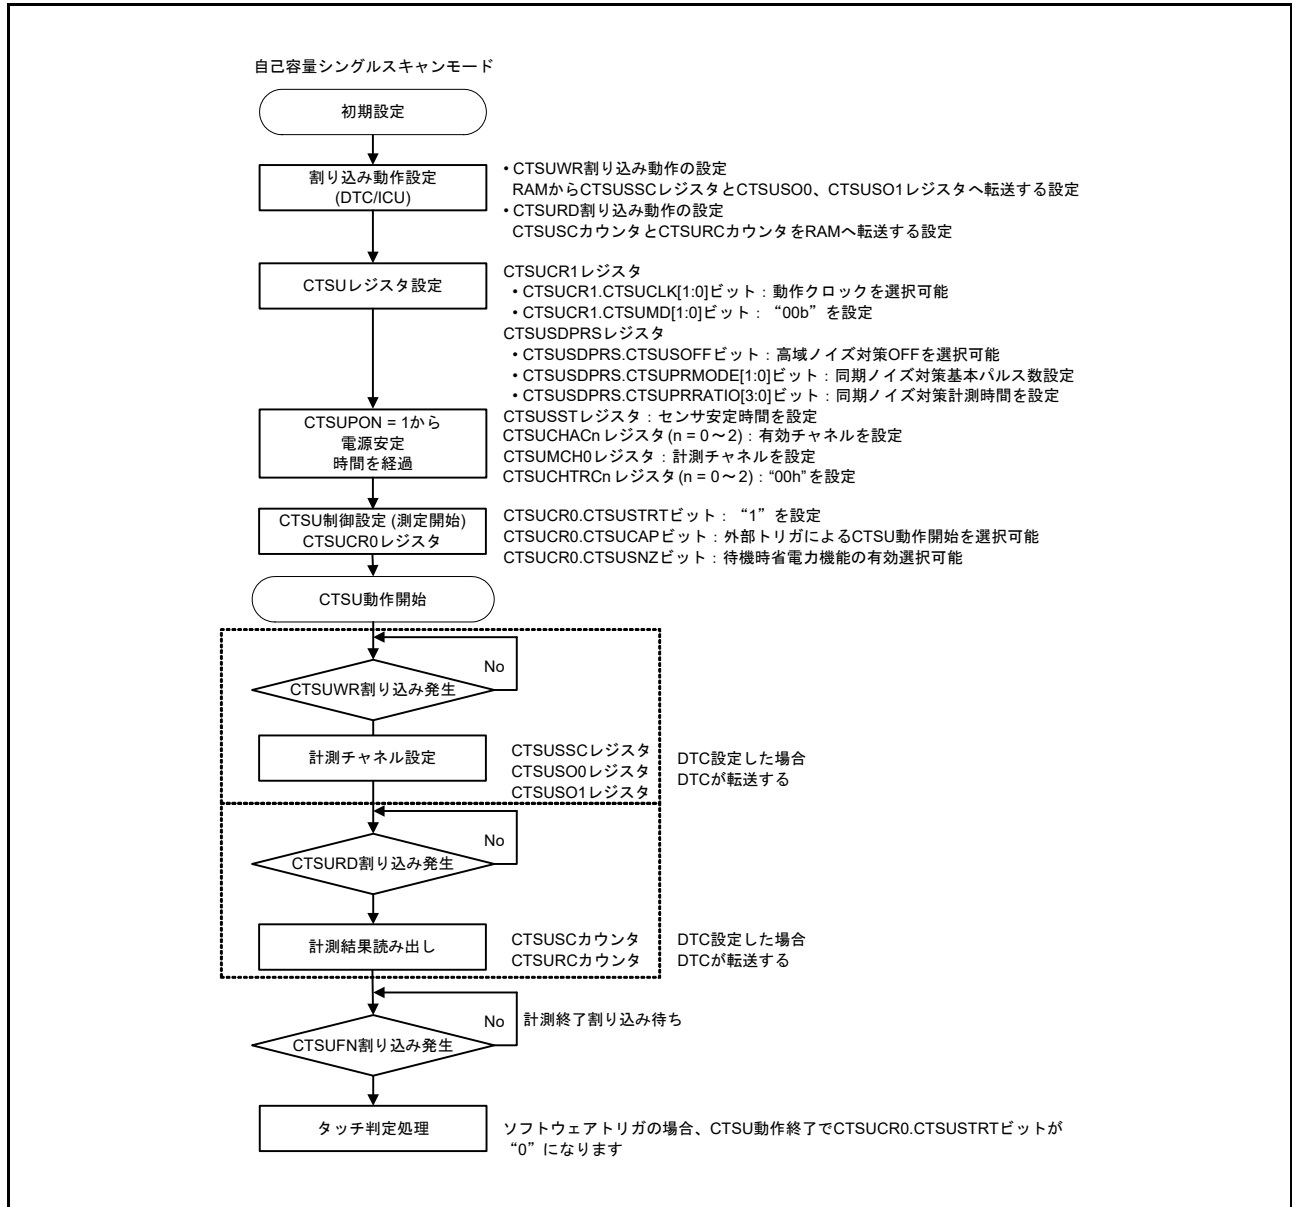 自己容量シングルスキャンモード
初期設定
割り込み動作設定
(DTC/ICU)
• CTSUWR割り込み動作の設定
RAMからCTSUSSCレジスタとCTSUSO0、CTSUSO1レジスタへ転送する設定
• CTSURD割り込み動作の設定
CTSUSCカウンタとCTSURCカウンタをRAMへ転送する設定
CTSUレジスタ設定
CTSUCR1レジスタ
• CTSUCR1.CTSUCLK[1:0]ビット：動作クロックを選択可能
• CTSUCR1.CTSUMD[1:0]ビット：“00b”を設定
CTSUSDPRSレジスタ
• CTSUSDPRS.CTSUSOFFビット：高域ノイズ対策OFFを選択可能
• CTSUSDPRS.CTSUPRMODE[1:0]ビット：同期ノイズ対策基本パルス数設定
• CTSUSDPRS.CTSUPRRATIO[3:0]ビット：同期ノイズ対策計測時間を設定
CTSUSSTレジスタ：センサ安定時間を設定
CTSUCHACnレジスタ(n = 0～2)：有効チャネルを設定
CTSUMCH0レジスタ：計測チャネルを設定
CTSUCHTRCnレジスタ(n = 0～2)：“00h”を設定
CTSUPON = 1から
電源安定
時間を経過
CTSU制御設定 (測定開始)
CTSUCR0レジスタ
CTSUCR0.CTSUSTRTビット：“1”を設定
CTSUCR0.CTSUCAPビット：外部トリガによるCTSU動作開始を選択可能
CTSUCR0.CTSUSNZビット：待機時省電力機能の有効選択可能
CTSU動作開始
No
CTSUWR割り込み発生
計測チャネル設定
CTSUSSCレジスタ
CTSUSO0レジスタ
CTSUSO1レジスタ
DTC設定した場合
DTCが転送する
No
CTSURD割り込み発生
計測結果読み出し
CTSUSCカウンタ
CTSURCカウンタ
DTC設定した場合
DTCが転送する
No
計測終了割り込み待ち
CTSUFN割り込み発生
タッチ判定処理
ソフトウェアトリガの場合、CTSU動作終了でCTSUCR0.CTSUSTRTビットが
“0”になります